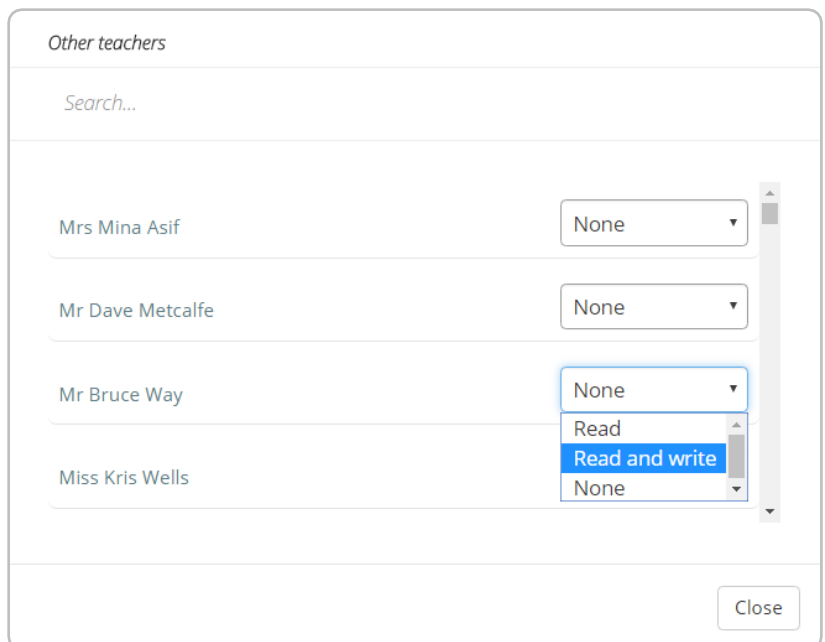 Other teachers
Search...
Mrs Mina Asif None
Mr Dave Metcalfe None
Mr Bruce Way None
Read
Read and write
Miss Kris Wells
None
Close